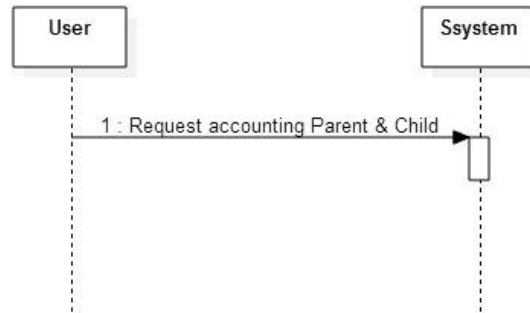 User
Ssystem
1 : Request accounting Parent & Child